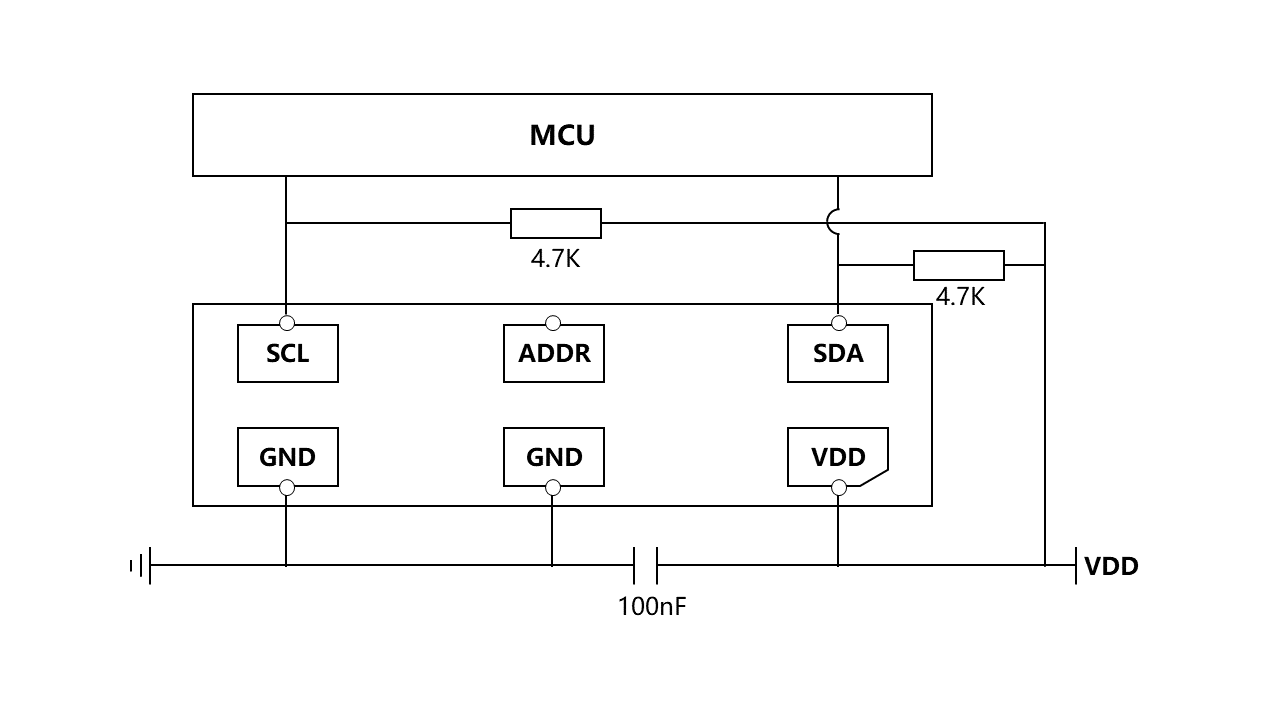 MCU
4.7K
4.7K
SCL
ADDR
SDA
GND
GND
VDD
VDD
100nF